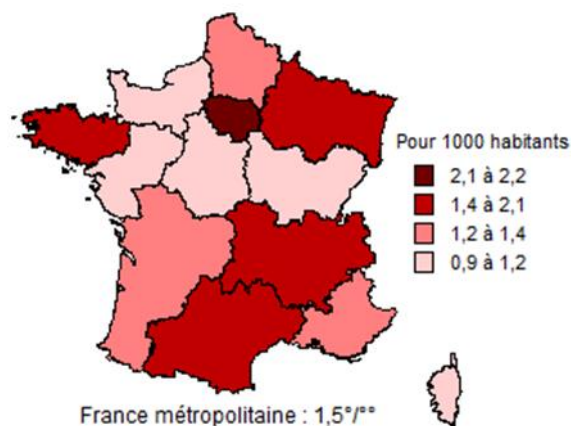 Pour 1000 habitants
2,1 à 2,2
1,4 à 2,1
1,2 à 1,4
0,9 à 1,2
France métropolitaine : 1,5°/°°